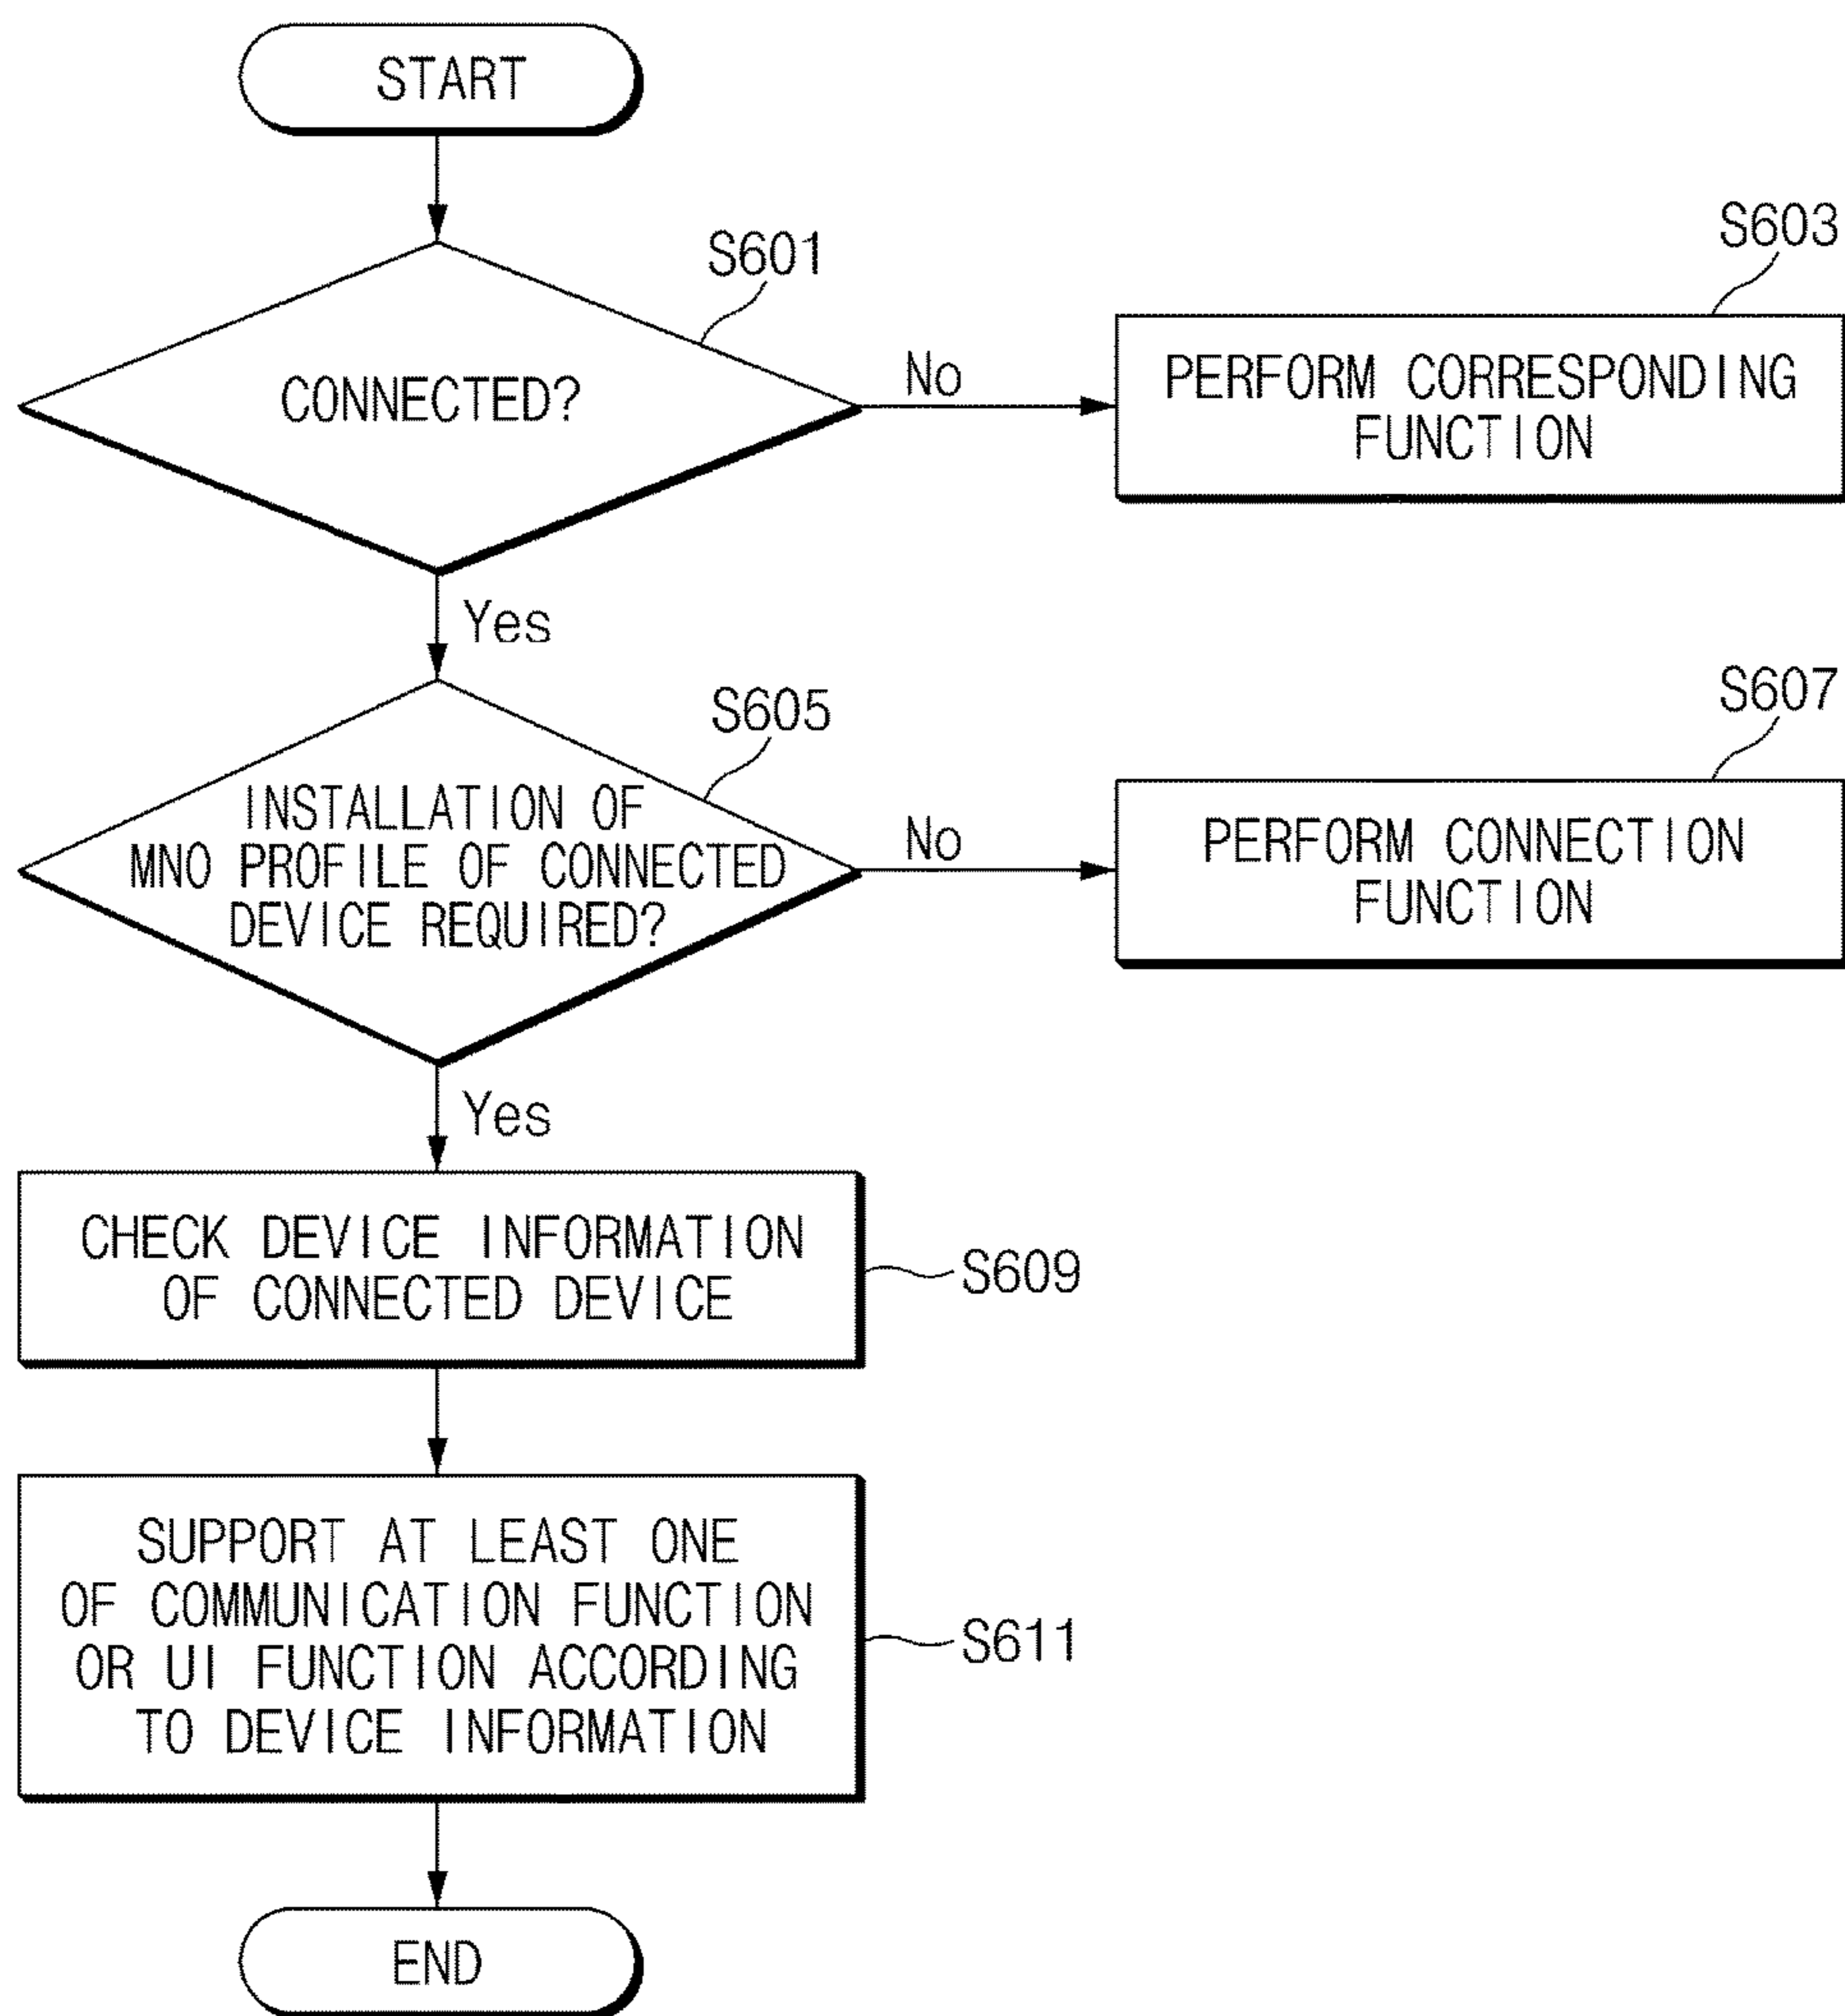 START
S601
S603
CONNECTED?
No
PERFORM CORRESPONDING
FUNCTION
Yes
S605
S607
INSTALLATION OF
MNO PROFILE OF CONNECTED
DEVICE REQUIRED?
No
PERFORM CONNECTION
FUNCTION
Yes
CHECK DEVICE INFORMATION
OF CONNECTED DEVICE
S609
SUPPORT AT LEAST ONE
OF COMMUNICATION FUNCTION
OR UI FUNCTION ACCORDING
TO DEVICE INFORMATION
S611
END